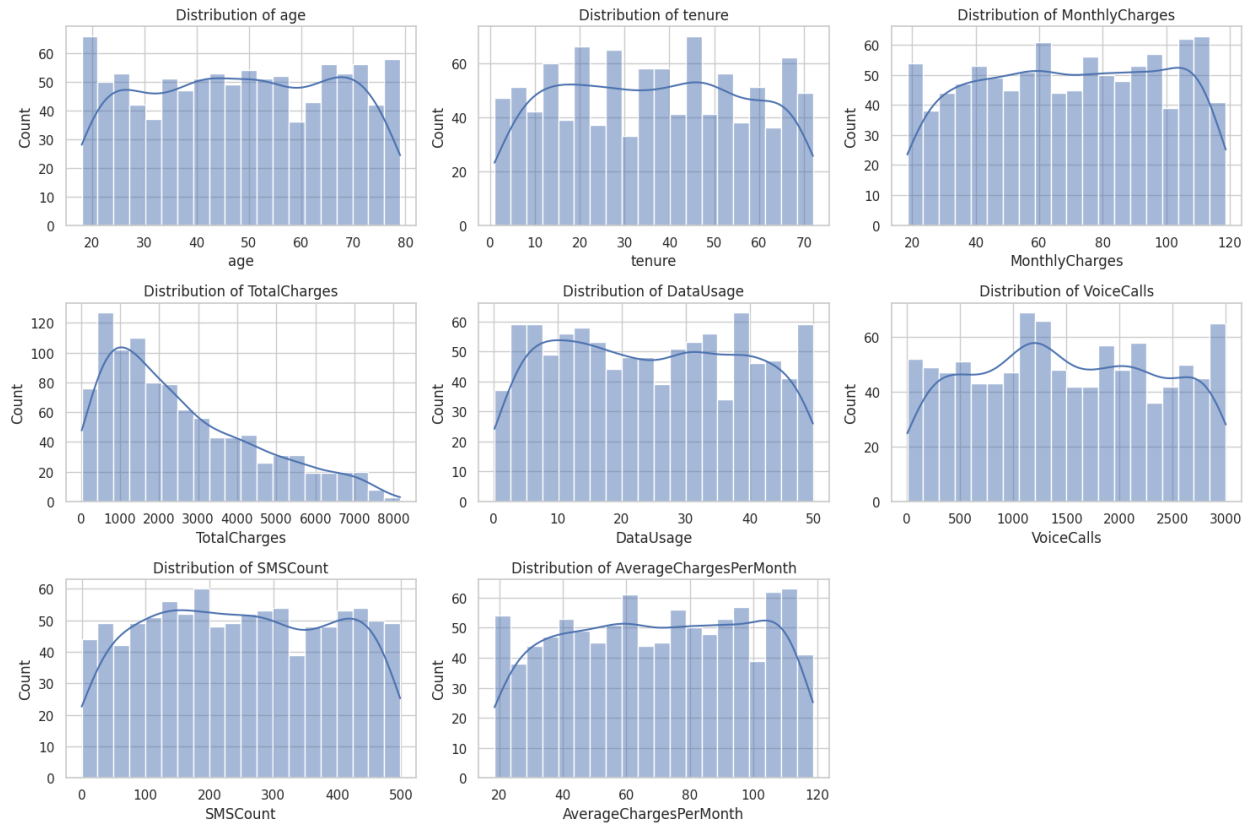 Distribution of age
Count
60
50
40
30
20
10
0
20 30 40 50 60 70 80
age
Distribution of tenure
Count
60
40
20
0
0 10 20 30 40 50 60 70
tenure
Distribution of MonthlyCharges
Count
60
50
40
30
20
10
0
20 40 60 80 100 120
MonthlyCharges
Distribution of TotalCharges
Count
120
100
80
60
40
20
0
0 1000 2000 3000 4000 5000 6000 7000 8000
TotalCharges
Distribution of DataUsage
Count
60
50
40
30
20
10
0
0 10 20 30 40 50
DataUsage
Distribution of VoiceCalls
Count
60
40
20
0
0 500 1000 1500 2000 2500 3000
VoiceCalls
Distribution of SMSCount
Count
60
50
40
30
20
10
0
0 100 200 300 400 500
SMSCount
Distribution of AverageChargesPerMonth
Count
60
50
40
30
20
10
0
20 40 60 80 100 120
AverageChargesPerMonth